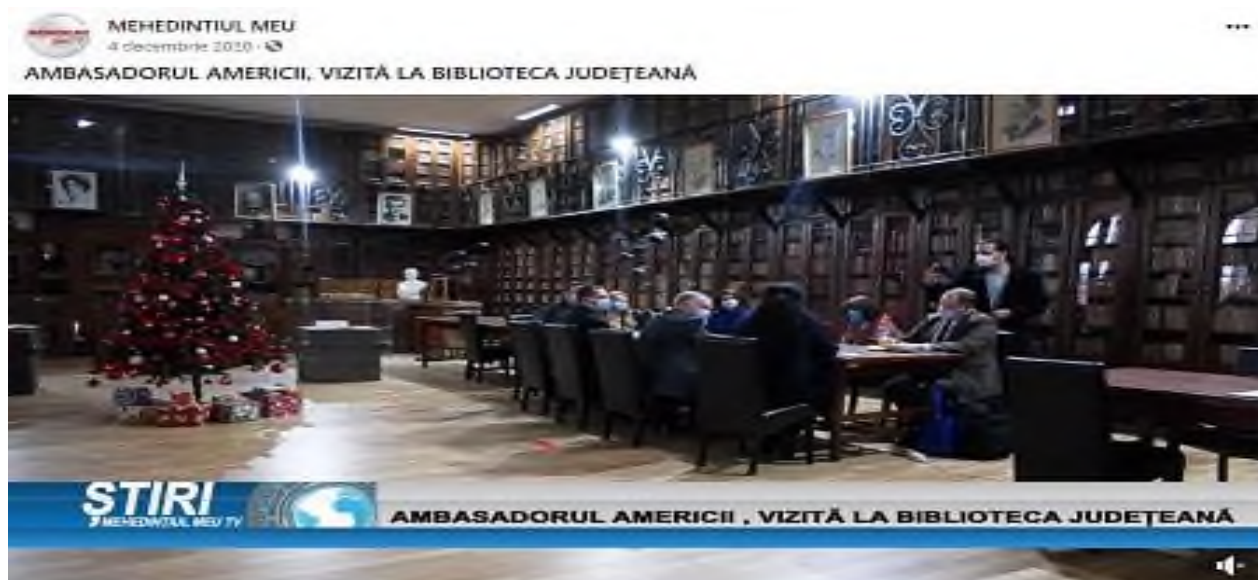 MEHEDINTIUL MEU
4 decembrie 2020
AMBASADORUL AMERICII, VIZITĂ LA BIBLIOTECA JUDEȚEANĂ
ȘTIRI
MEHEDINTIUL MEU TV
AMBASADORUL AMERICII , VIZITĂ LA BIBLIOTECA JUDEȚEANĂ